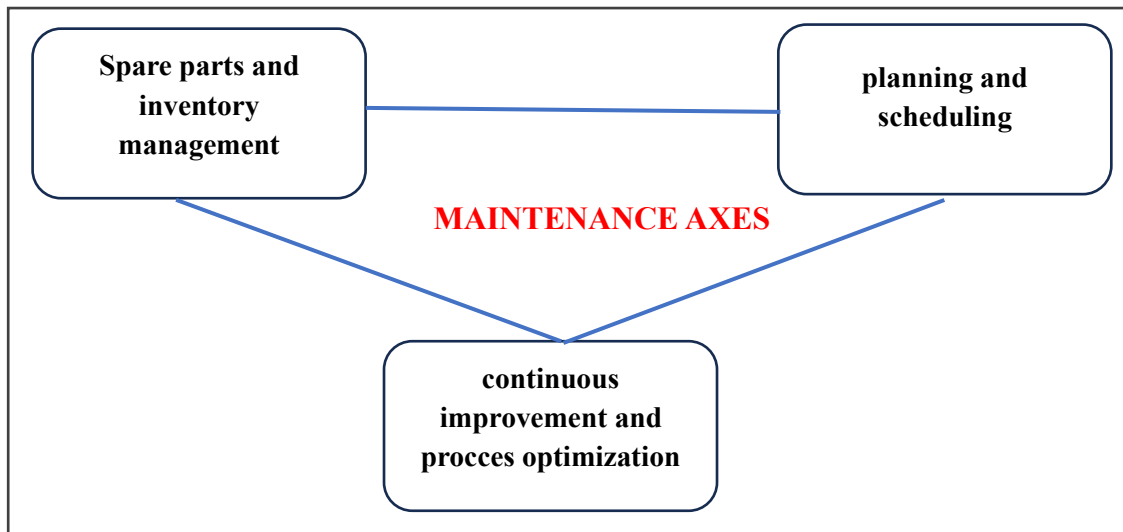 Spare parts and
inventory
management
planning and
scheduling
MAINTENANCE AXES
continuous
improvement and
procces optimization